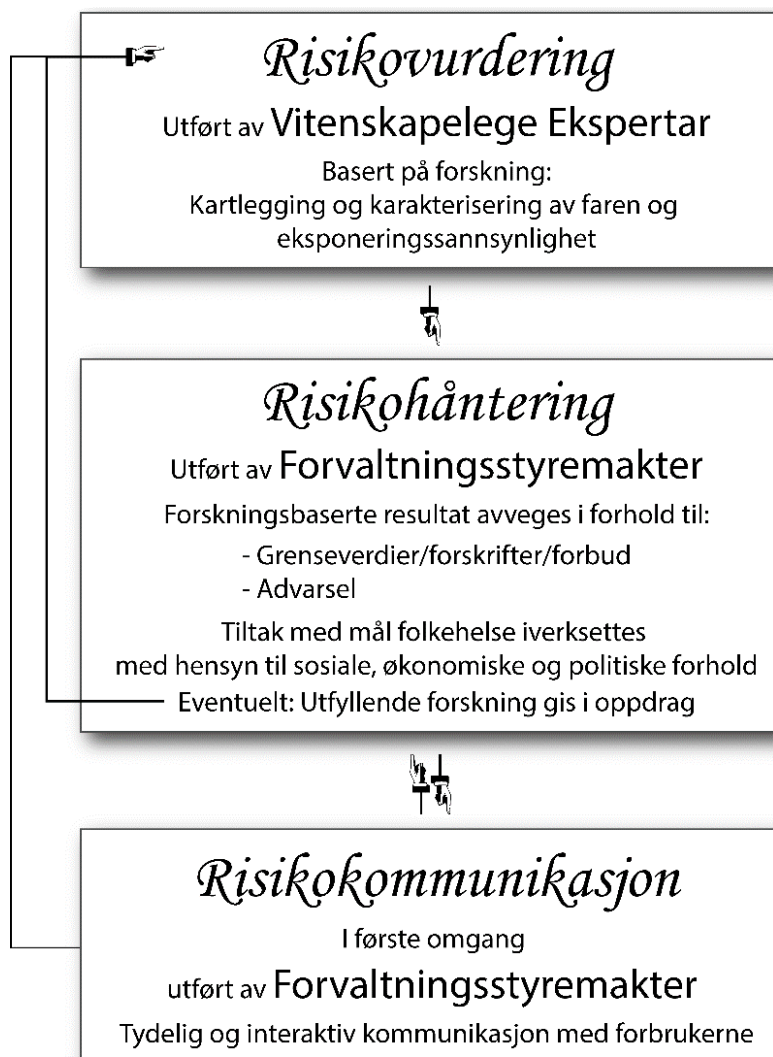 Risikovurdering
Utført av Vitenskapelege Ekspertar
Basert på forskning:
Kartlegging og karakterisering av faren og
eksponeringssannsynlighet
Risikohåntering
Utført av Forvaltningsstyremakter
Forskningsbaserte resultat avveges i forhold til:
- Grenseverdier/forskrifter/forbud
- Advarsel
Tiltak med mål folkehelse iverksettes
med hensyn til sosiale, økonomiske og politiske forhold
Eventuelt: Utfyllende forskning gis i oppdrag
Risikokommunikasjon
I første omgang
utført av Forvaltningsstyremakter
Tydelig og interaktiv kommunikasjon med forbrukerne